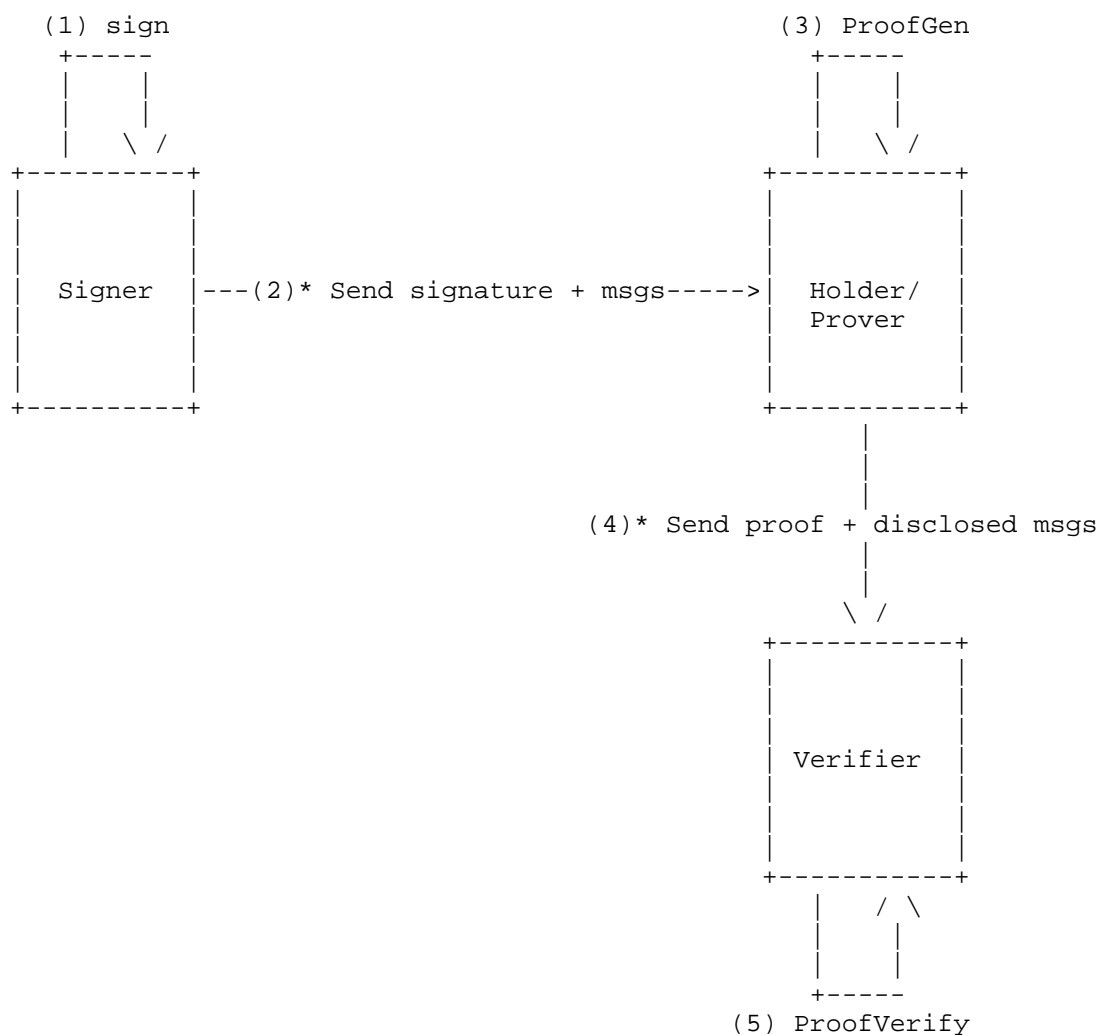 (1) sign
(3) ProofGen
Signer
---(2)* Send signature + msgs----->
Holder/
Prover
(4)* Send proof + disclosed msgs
Verifier
(5) ProofVerify